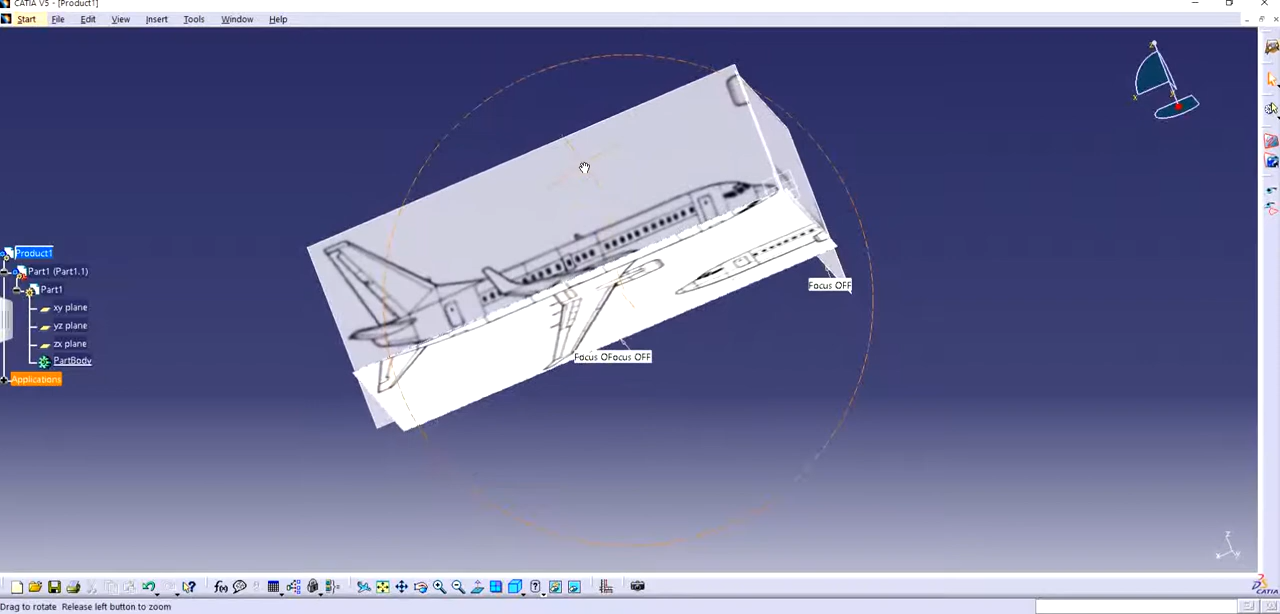 CATIA V5 - [Product1]
Start File Edit View Insert Tools Window Help
Product1
Part1 (Part1.1)
Part1
xy plane
yz plane
zx plane
PartBody
Applications
Focus OFF
Focus OFocus OFF
Drag to rotate Release left button to zoom
CATIA